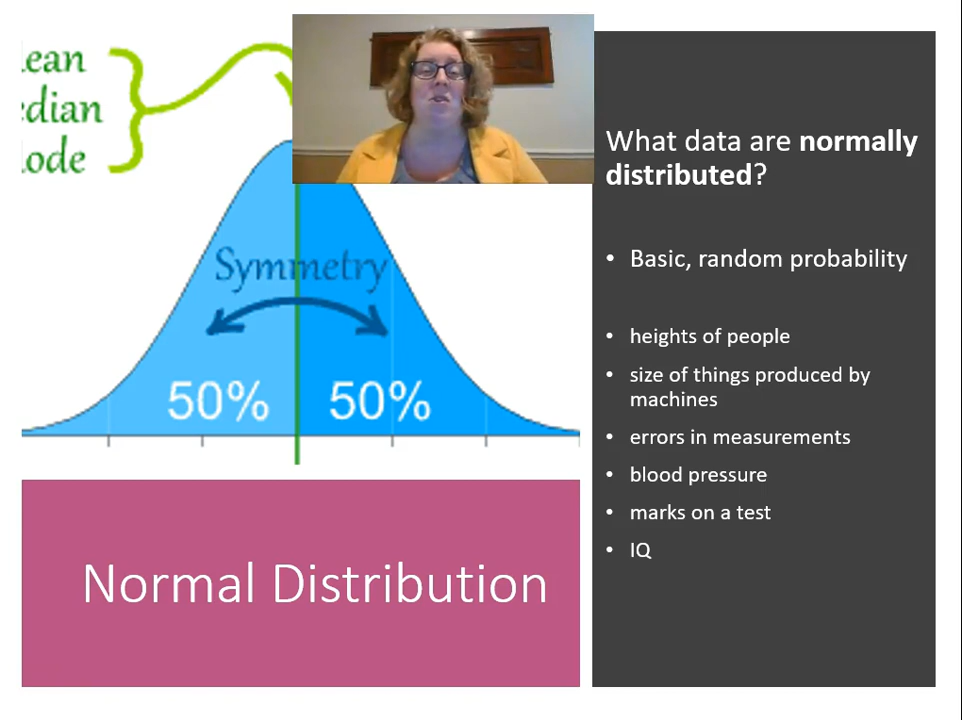 ean
edian
ode
Symmetry
50% 50%
Normal Distribution
What data are normally
distributed?
• Basic, random probability
• heights of people
• size of things produced by
machines
• errors in measurements
• blood pressure
• marks on a test
• IQ